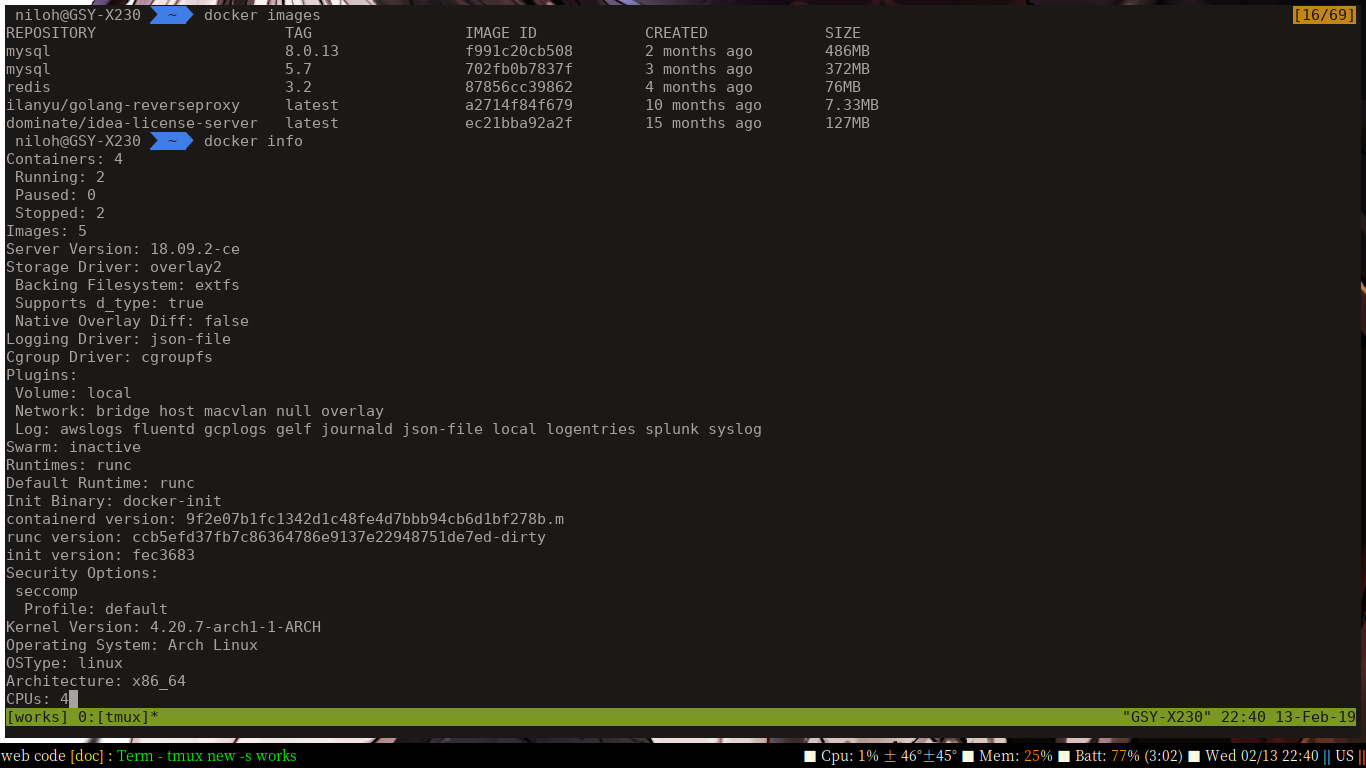 niloh@GSY-X230 ~ docker images [16/69]
REPOSITORY TAG IMAGE ID CREATED SIZE
mysql 8.0.13 f991c20cb508 2 months ago 486MB
mysql 5.7 702fb0b7837f 3 months ago 372MB
redis 3.2 87856cc39862 4 months ago 76MB
ilanyu/golang-reverseproxy latest a2714f84f679 10 months ago 7.33MB
dominate/idea-license-server latest ec21bba92a2f 15 months ago 127MB
niloh@GSY-X230 ~ docker info
Containers: 4
Running: 2
Paused: 0
Stopped: 2
Images: 5
Server Version: 18.09.2-ce
Storage Driver: overlay2
Backing Filesystem: extfs
Supports d_type: true
Native Overlay Diff: false
Logging Driver: json-file
Cgroup Driver: cgroupfs
Plugins:
Volume: local
Network: bridge host macvlan null overlay
Log: awslogs fluentd gcplogs gelf journald json-file local logentries splunk syslog
Swarm: inactive
Runtimes: runc
Default Runtime: runc
Init Binary: docker-init
containerd version: 9f2e07b1fc1342d1c48fe4d7bbb94cb6d1bf278b.m
runc version: ccb5efd37fb7c86364786e9137e22948751de7ed-dirty
init version: fec3683
Security Options:
seccomp
Profile: default
Kernel Version: 4.20.7-arch1-1-ARCH
Operating System: Arch Linux
OSType: linux
Architecture: x86_64
CPUs: 4
[works] 0:[tmux]* "GSY-X230" 22:40 13-Feb-19
web code [doc] : Term - tmux new -s works Cpu: 1% ± 46°±45° Mem: 25% Batt: 77% (3:02) Wed 02/13 22:40 || US ||